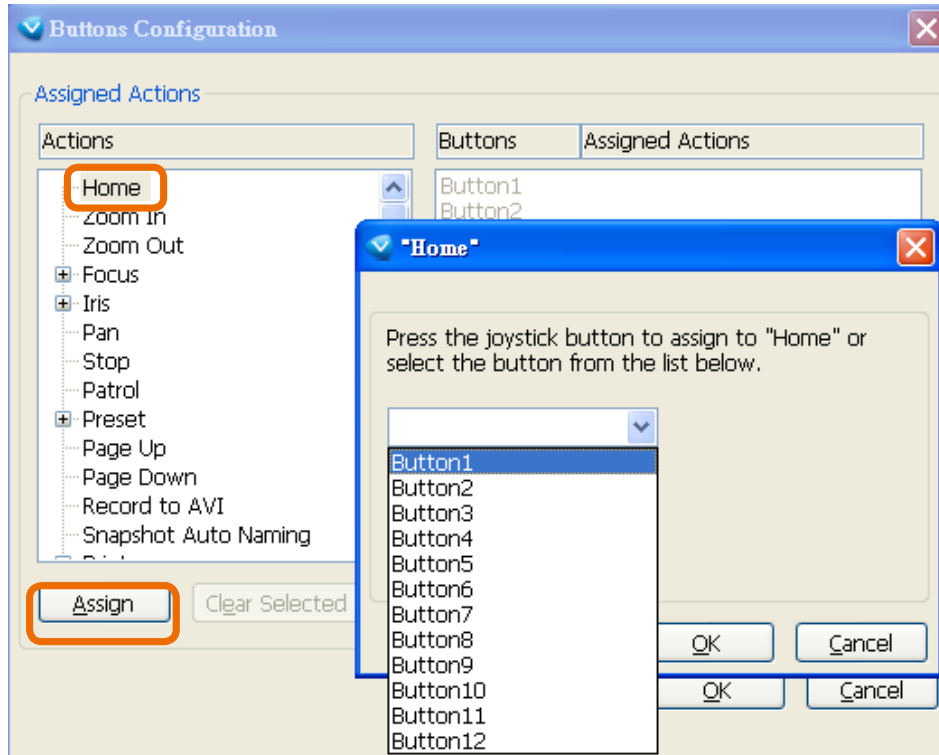 Buttons Configuration
Assigned Actions
Actions
Buttons
Assigned Actions
Home
Zoom In
Zoom Out
Focus
Iris
Pan
Stop
Patrol
Preset
Page Up
Page Down
Record to AVI
Snapshot Auto Naming
Button1
Button2
Assign
Clear Selected
"Home"
Press the joystick button to assign to "Home" or
select the button from the list below.
Button1
Button2
Button3
Button4
Button5
Button6
Button7
Button8
Button9
Button10
Button11
Button12
OK
Cancel
OK
Cancel